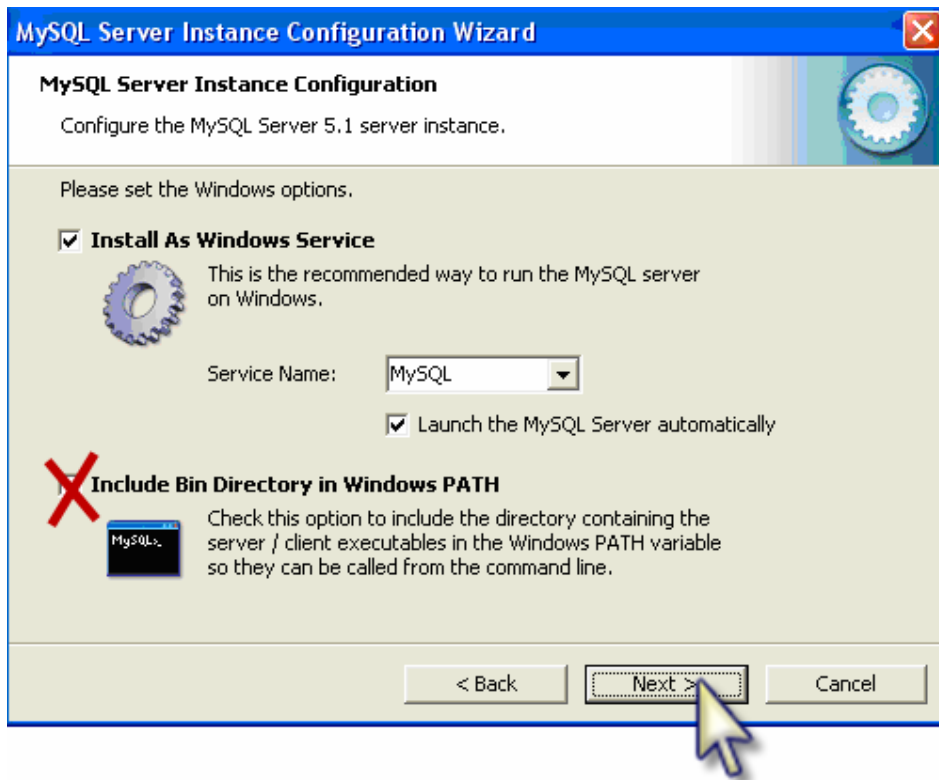 MySQL Server Instance Configuration Wizard
MySQL Server Instance Configuration
Configure the MySQL Server 5.1 server instance.
Please set the Windows options.
Install As Windows Service
This is the recommended way to run the MySQL server
on Windows.
Service Name: MySQL
Launch the MySQL Server automatically
Include Bin Directory in Windows PATH
Check this option to include the directory containing the
server / client executables in the Windows PATH variable
so they can be called from the command line.
MySQL>_
< Back Next > Cancel